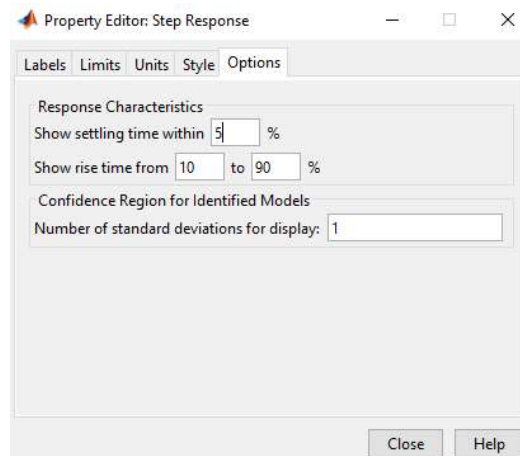 Property Editor: Step Response
Labels Limits Units Style Options
Response Characteristics
Show settling time within 5 %
Show rise time from 10 to 90 %
Confidence Region for Identified Models
Number of standard deviations for display: 1
Close Help